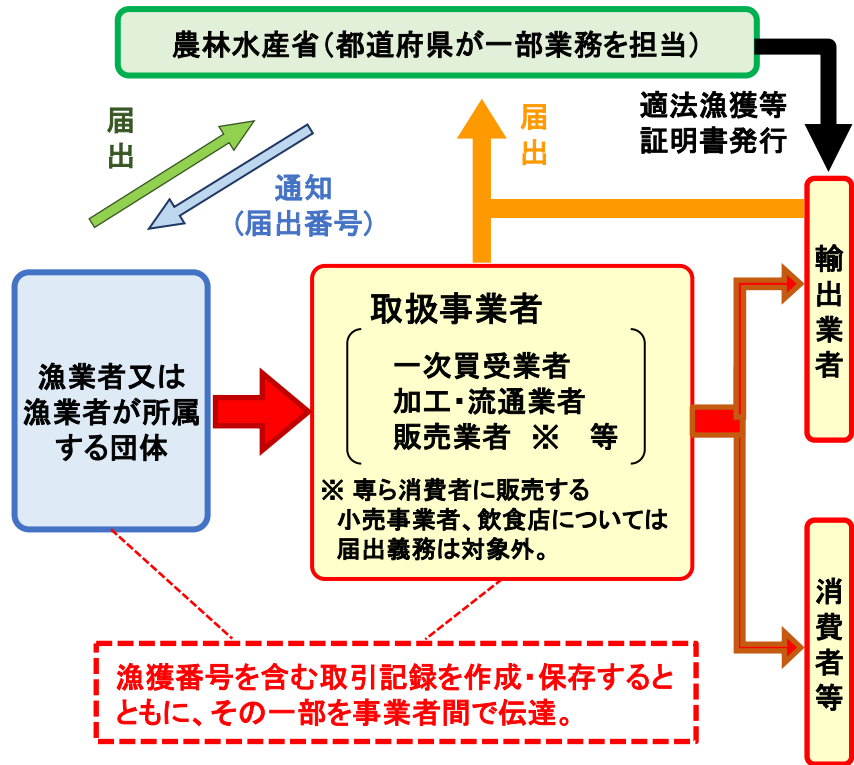 農林水産省（都道府県が一部業務を担当）
届
出
通知
（届出番号）
届
出
適法漁獲等
証明書発行
漁業者又は
漁業者が所属
する団体
取扱事業者
一次買受業者
加工・流通業者
販売業者 ※ 等
※ 専ら消費者に販売する
小売事業者、飲食店については
届出義務は対象外。
輸
出
業
者
消
費
者
等
漁獲番号を含む取引記録を作成・保存すると
ともに、その一部を事業者間で伝達。